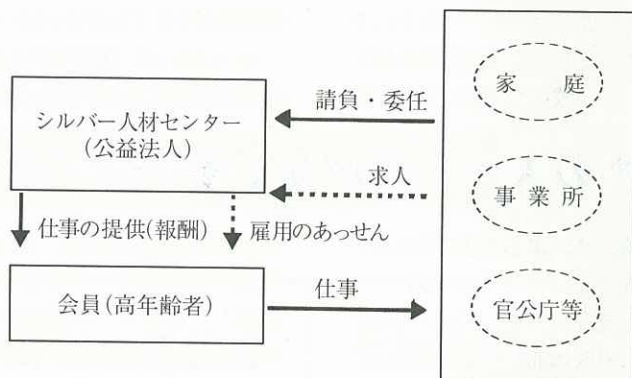 家 庭
請負・委任
シルバー人材センター
(公益法人)
求人
事業所
仕事の提供(報酬)
雇用のあっせん
仕事
会員(高年齢者)
官公庁等